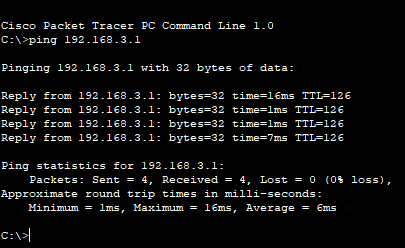 Cisco Packet Tracer PC Command Line 1.0
C:\>ping 192.168.3.1
Pinging 192.168.3.1 with 32 bytes of data:
Reply from 192.168.3.1: bytes=32 time=16ms TTL=126
Reply from 192.168.3.1: bytes=32 time=1ms TTL=126
Reply from 192.168.3.1: bytes=32 time=1ms TTL=126
Reply from 192.168.3.1: bytes=32 time=7ms TTL=126
Ping statistics for 192.168.3.1:
Packets: Sent = 4, Received = 4, Lost = 0 (0% loss),
Approximate round trip times in milli-seconds:
Minimum = 1ms, Maximum = 16ms, Average = 6ms
C:\>